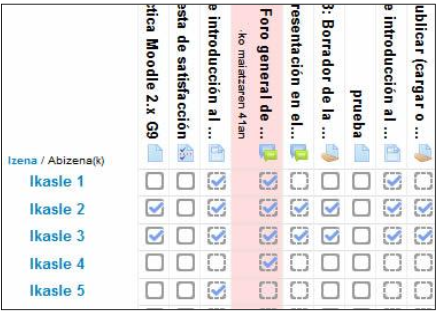 ctica Moodle 2.x G9
esta de satisfacción
e introducción al ...
Foro general de ...
ko maiatzaren 41an
resentación en el...
3: Borrador de la ...
prueba
e introducción al ...
ublicar (cargar o ...
Izena / Abizena(k)
Ikasle 1
Ikasle 2
Ikasle 3
Ikasle 4
Ikasle 5